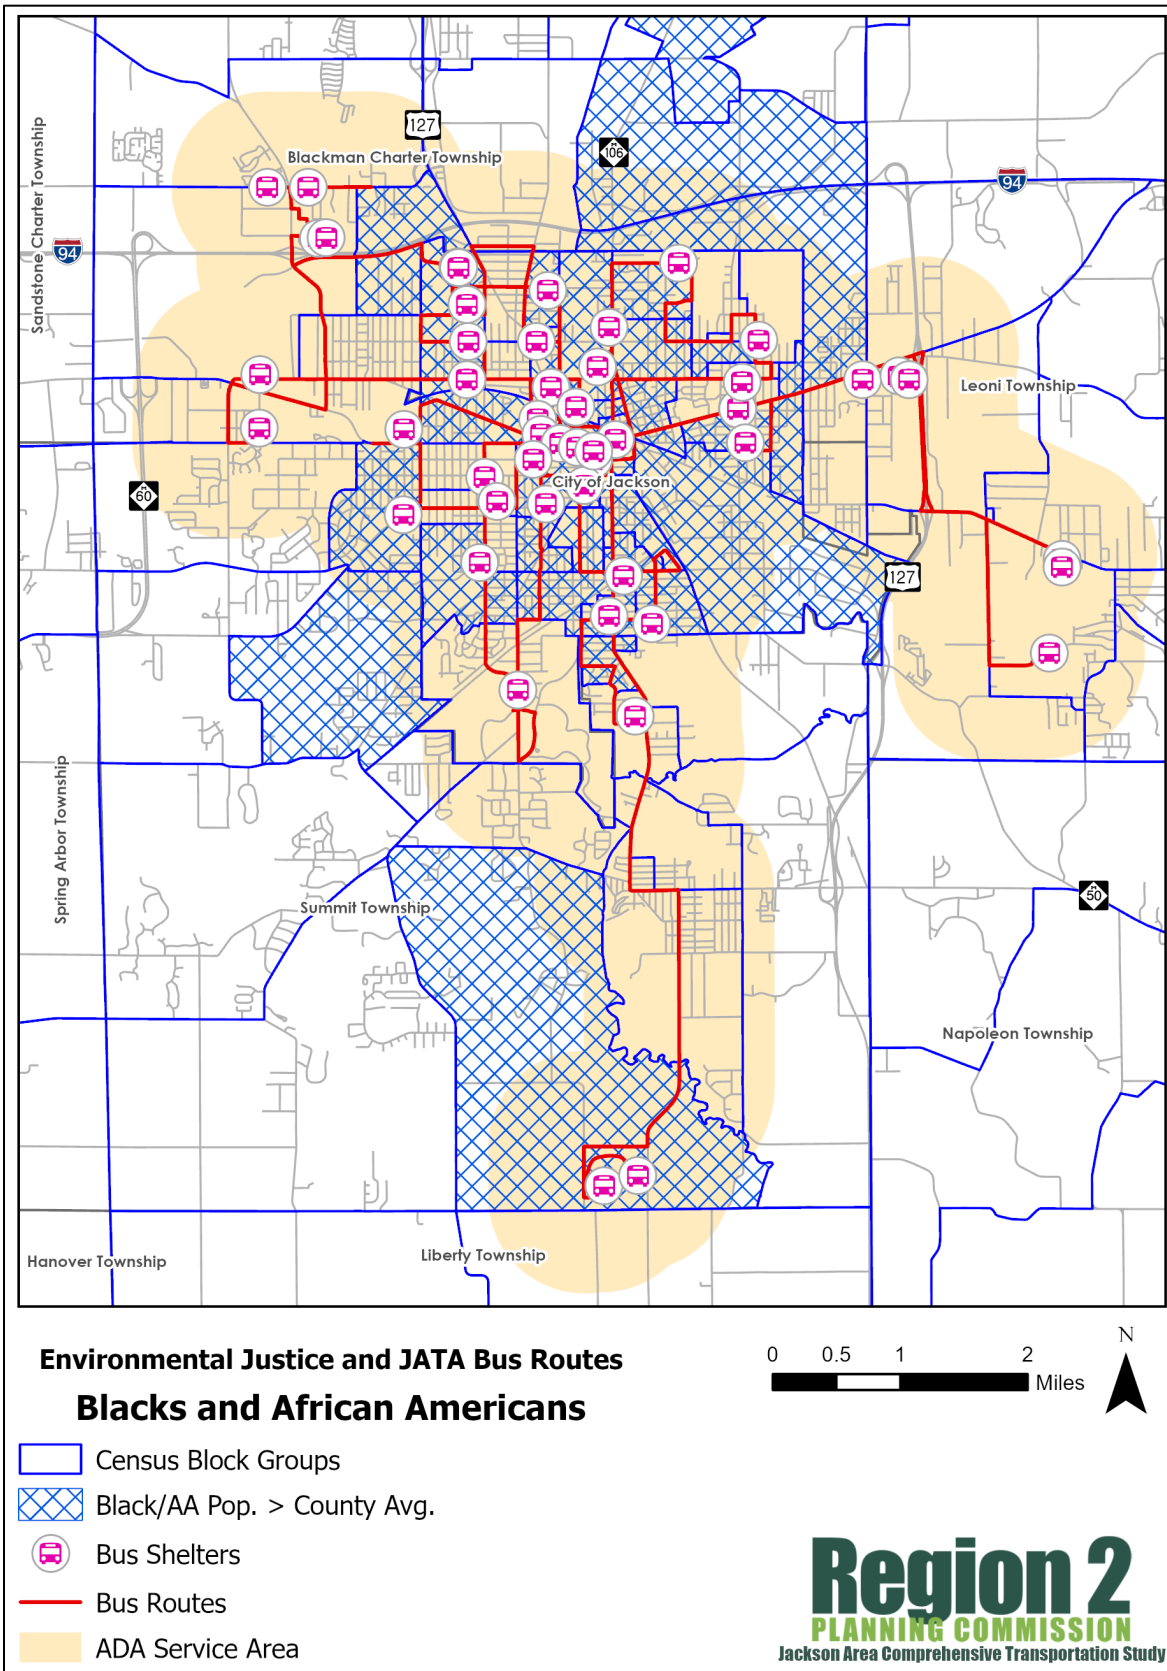 127
Blackman Charter Township
M
106
94
Sandstone Charter Township
94
Leoni Township
City of Jackson
M
60
127
Spring Arbor Township
M
50
Summit Township
Napoleon Township
Hanover Township
Liberty Township
Environmental Justice and JATA Bus Routes
Blacks and African Americans
Census Block Groups
Black/AA Pop. > County Avg.
Bus Shelters
Bus Routes
ADA Service Area
0 0.5 1 2
Miles
N
Region 2
PLANNING COMMISSION
Jackson Area Comprehensive Transportation Study